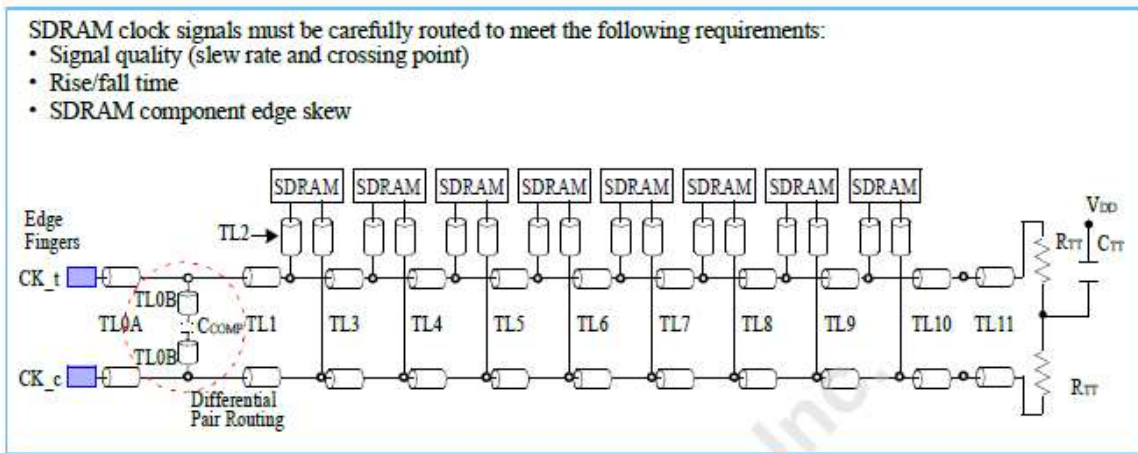 SDRAM clock signals must be carefully routed to meet the following requirements:
• Signal quality (slew rate and crossing point)
• Rise/fall time
• SDRAM component edge skew
SDRAM SDRAM SDRAM SDRAM SDRAM SDRAM SDRAM SDRAM
VDD
Edge
Fingers
TL2
RTT CTT
CK_t
TL0B
TL0A CCOMP TL1 TL3 TL4 TL5 TL6 TL7 TL8 TL9 TL10 TL11
TL0B
CK_c
Differential
Pair Routing
RTT
Inc.